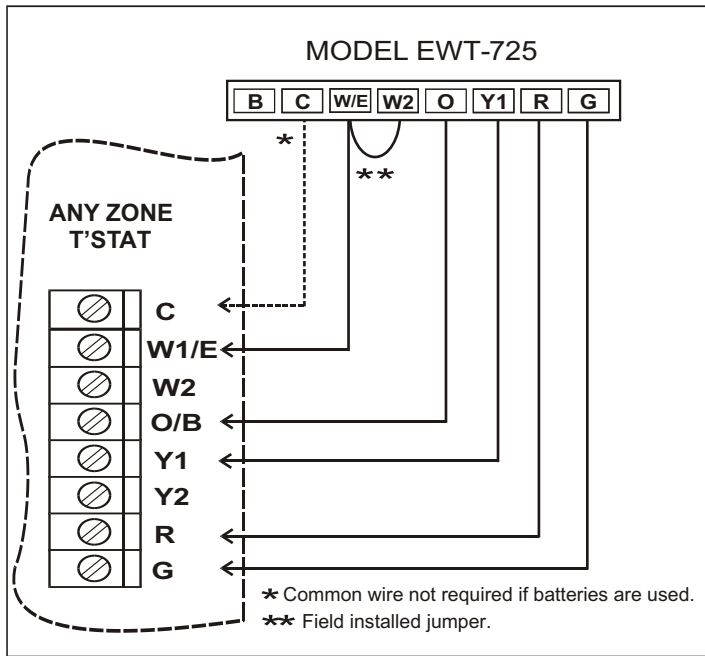 MODEL EWT-725
B C W/E W2 O Y1 R G
*
**
ANY ZONE
T'STAT
C
W1/E
W2
O/B
Y1
Y2
R
G
* Common wire not required if batteries are used.
** Field installed jumper.